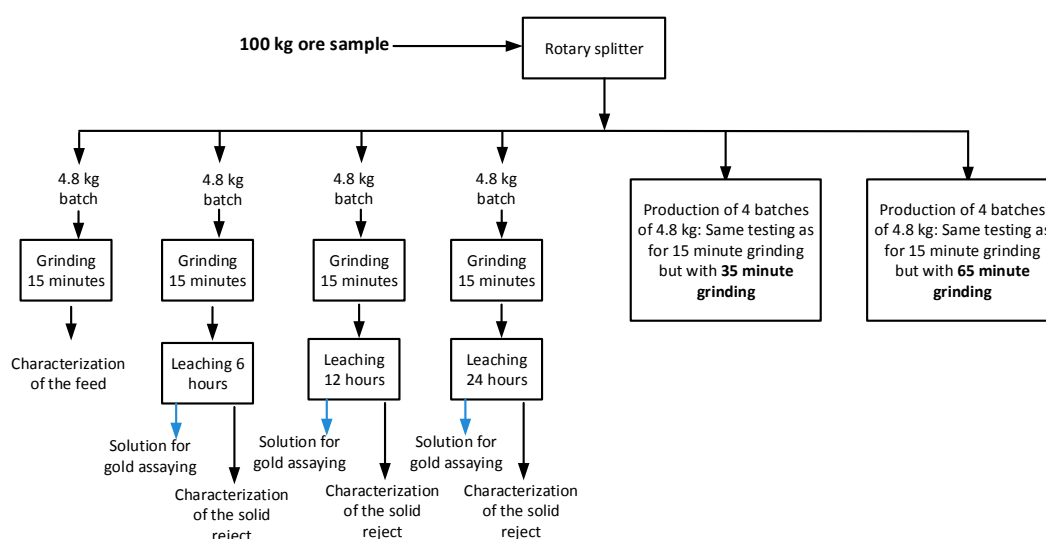 100 kg ore sample
Rotary splitter
4.8 kg
batch
4.8 kg
batch
4.8 kg
batch
4.8 kg
batch
Production of 4 batches
of 4.8 kg: Same testing as
for 15 minute grinding
but with 35 minute
grinding
Production of 4 batches
of 4.8 kg: Same testing as
for 15 minute grinding
but with 65 minute
grinding
Grinding
15 minutes
Grinding
15 minutes
Grinding
15 minutes
Grinding
15 minutes
Characterization
of the feed
Leaching 6
hours
Leaching
12 hours
Leaching
24 hours
Solution for
gold assaying
Solution for
gold assaying
Solution for
gold assaying
Characterization
of the solid
reject
Characterization
of the solid
reject
Characterization
of the solid
reject